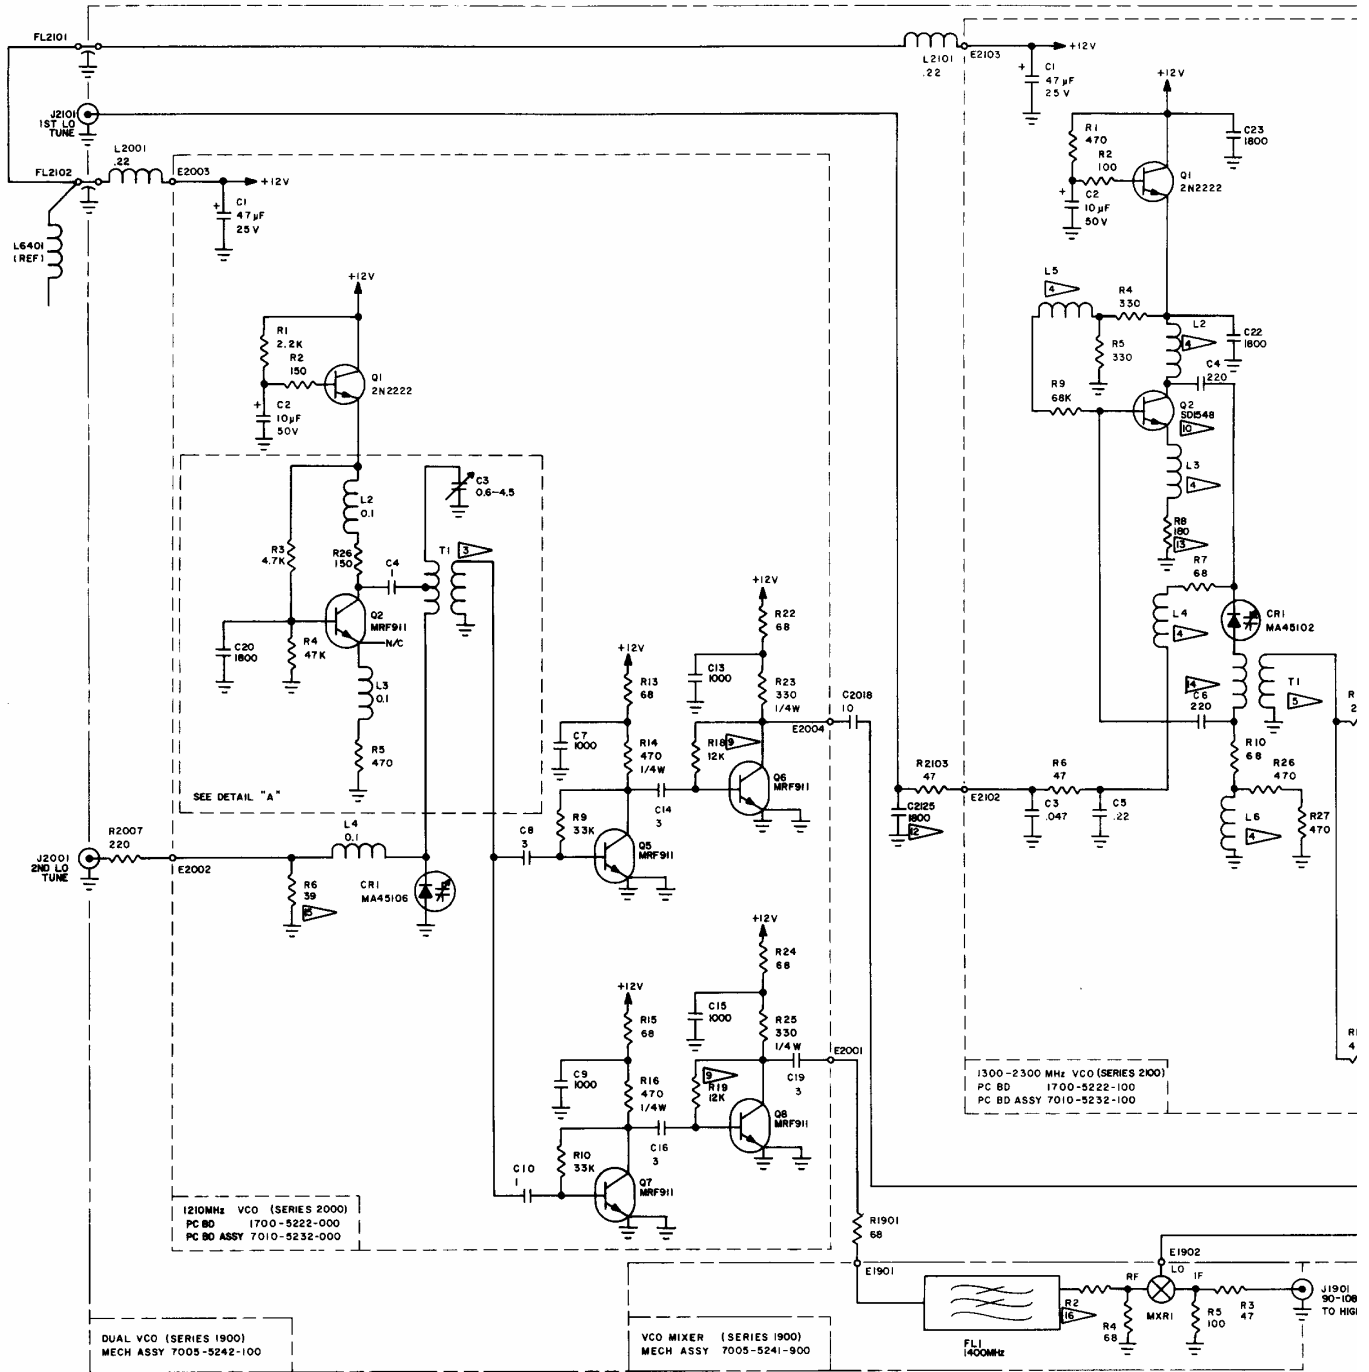 FL2101
J2101
1ST LO
TUNE
FL2102
L6401
(REF)
L2001
.22
E2003
+12V
C1
47µF
25V
L2101
.22
E2103
+12V
C1
47µF
25V
+12V
R1
470
R2
100
C2
10µF
50V
Q1
2N2222
C23
1800
L5
4
R4
330
R5
330
L2
4
C22
1800
C4
220
R9
68K
Q2
SD1548
10
L3
4
R8
180
13
R7
68
L4
4
CR1
MA45102
14
C6
220
T1
5
R10
68
R26
470
R27
470
L6
4
R2103
47
C2125
1800
12
E2102
R6
47
C3
.047
C5
.22
1300-2300 MHz VCO (SERIES 2100)
PC BD 1700-5222-100
PC BD ASSY 7010-5232-100
+12V
R1
2.2K
R2
150
C2
10µF
50V
Q1
2N2222
L2
0.1
R3
4.7K
R26
150
C4
1
T1
3
C3
0.6-4.5
Q2
MRF911
N/C
C20
1800
R4
47K
L3
0.1
R5
470
SEE DETAIL "A"
J2001
2ND LO
TUNE
R2007
220
E2002
L4
0.1
R6
39
15
CR1
MA45106
C8
3
+12V
R13
68
C7
1000
R14
470
1/4W
R9
33K
Q5
MRF911
C14
3
+12V
R22
68
C13
1000
R23
330
1/4W
R18
9
12K
Q6
MRF911
E2004
C2018
10
+12V
R15
68
C9
1000
R16
470
1/4W
C10
1
R10
33K
Q7
MRF911
C16
3
+12V
R24
68
C15
1000
R25
330
1/4W
9
R19
12K
Q8
MRF911
C19
3
E2001
1210MHz VCO (SERIES 2000)
PC BD 1700-5222-000
PC BD ASSY 7010-5232-000
R1901
68
E1901
FL1
1400MHz
R2
16
R4
68
RF
E1902
LO
IF
MXR1
R5
100
R3
47
J1901
90-108
TO HIG
DUAL VCO (SERIES 1900)
MECH ASSY 7005-5242-100
VCO MIXER (SERIES 1900)
MECH ASSY 7005-5241-900